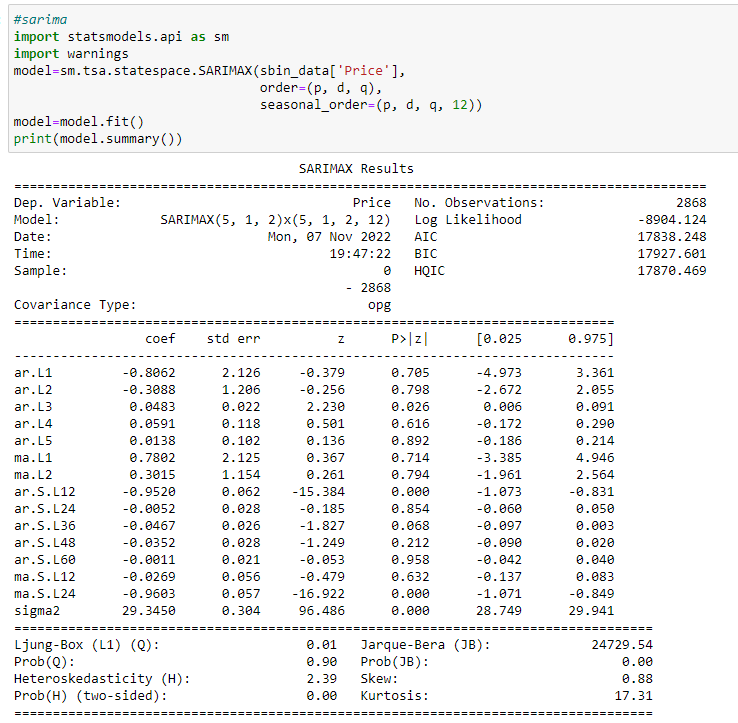 #sarima
import statsmodels.api as sm
import warnings
model=sm.tsa.statespace.SARIMAX(sbin_data['Price'],
                                order=(p, d, q),
                                seasonal_order=(p, d, q, 12))
model=model.fit()
print(model.summary())
                                     SARIMAX Results
==========================================================================================
Dep. Variable:                              Price   No. Observations:                 2868
Model:             SARIMAX(5, 1, 2)x(5, 1, 2, 12)   Log Likelihood               -8904.124
Date:                            Mon, 07 Nov 2022   AIC                          17838.248
Time:                                    19:47:22   BIC                          17927.601
Sample:                                         0   HQIC                         17870.469
                                           - 2868
Covariance Type:                              opg
==============================================================================
                 coef    std err          z      P>|z|      [0.025      0.975]
------------------------------------------------------------------------------
ar.L1         -0.8062      2.126     -0.379      0.705      -4.973       3.361
ar.L2         -0.3088      1.206     -0.256      0.798      -2.672       2.055
ar.L3          0.0483      0.022      2.230      0.026       0.006       0.091
ar.L4          0.0591      0.118      0.501      0.616      -0.172       0.290
ar.L5          0.0138      0.102      0.136      0.892      -0.186       0.214
ma.L1          0.7802      2.125      0.367      0.714      -3.385       4.946
ma.L2          0.3015      1.154      0.261      0.794      -1.961       2.564
ar.S.L12      -0.9520      0.062    -15.384      0.000      -1.073      -0.831
ar.S.L24      -0.0052      0.028     -0.185      0.854      -0.060       0.050
ar.S.L36      -0.0467      0.026     -1.827      0.068      -0.097       0.003
ar.S.L48      -0.0352      0.028     -1.249      0.212      -0.090       0.020
ar.S.L60      -0.0011      0.021     -0.053      0.958      -0.042       0.040
ma.S.L12      -0.0269      0.056     -0.479      0.632      -0.137       0.083
ma.S.L24      -0.9603      0.057    -16.922      0.000      -1.071      -0.849
sigma2        29.3450      0.304     96.486      0.000      28.749      29.941
===================================================================================
Ljung-Box (L1) (Q):                   0.01   Jarque-Bera (JB):             24729.54
Prob(Q):                              0.90   Prob(JB):                         0.00
Heteroskedasticity (H):               2.39   Skew:                             0.88
Prob(H) (two-sided):                  0.00   Kurtosis:                        17.31
===================================================================================